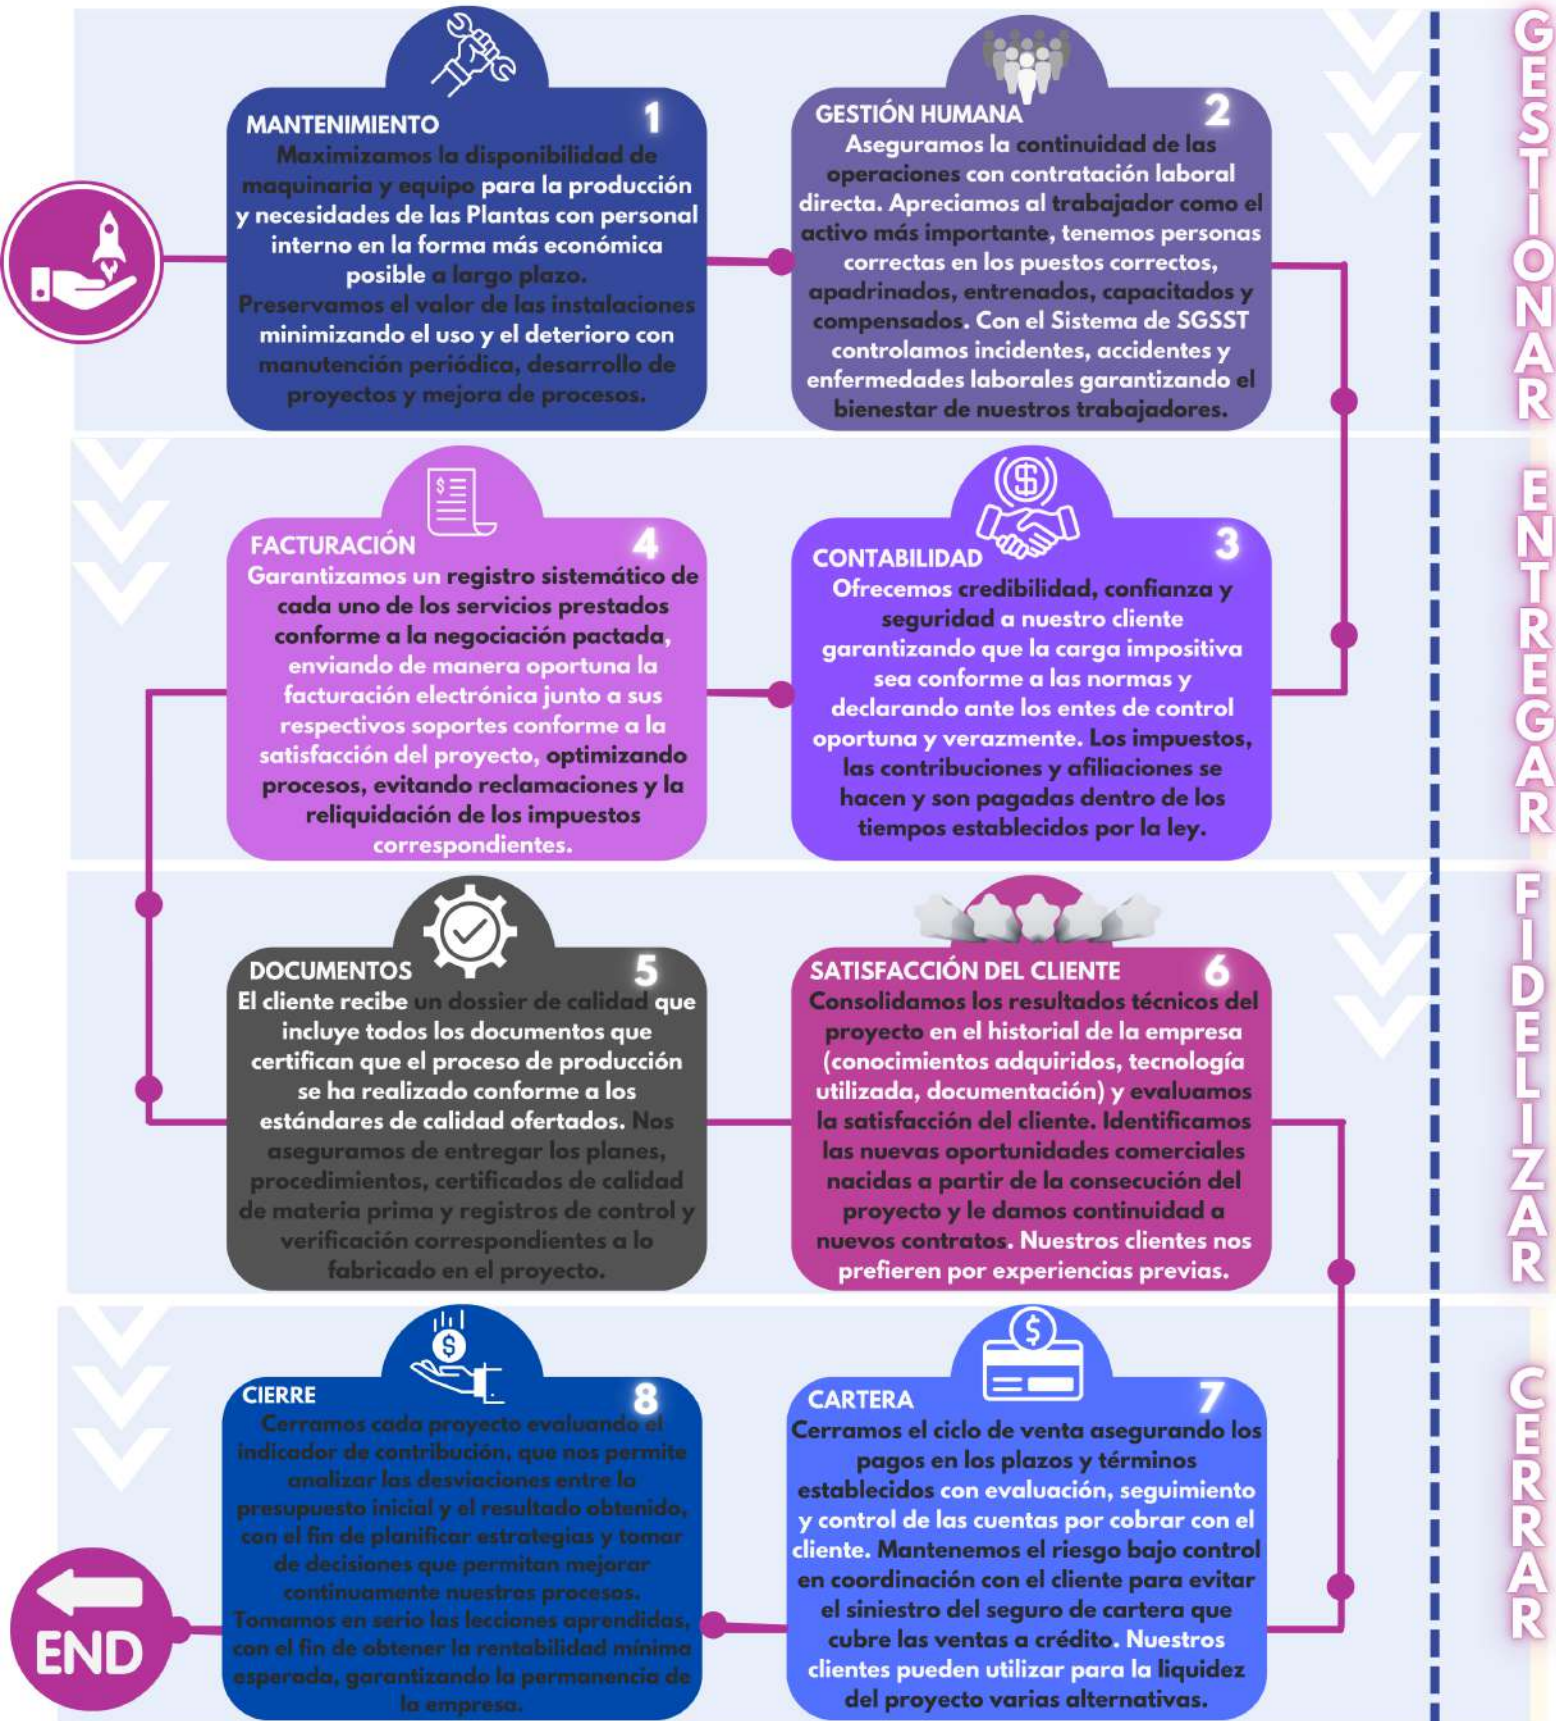 MANTENIMIENTO
1
Maximizamos la disponibilidad de
maquinaria y equipo para la producción
y necesidades de las Plantas con personal
interno en la forma más económica
posible a largo plazo.
Preservamos el valor de las instalaciones
minimizando el uso y el deterioro con
manutención periódica, desarrollo de
proyectos y mejora de procesos.
GESTIÓN HUMANA
2
Aseguramos la continuidad de las
operaciones con contratación laboral
directa. Apreciamos al trabajador como el
activo más importante, tenemos personas
correctas en los puestos correctos,
apadrinados, entrenados, capacitados y
compensados. Con el Sistema de SGSST
controlamos incidentes, accidentes y
enfermedades laborales garantizando el
bienestar de nuestros trabajadores.
GESTIONAR
CONTABILIDAD
3
Ofrecemos credibilidad, confianza y
seguridad a nuestro cliente
garantizando que la carga impositiva
sea conforme a las normas y
declarando ante los entes de control
oportuna y verazmente. Los impuestos,
las contribuciones y afiliaciones se
hacen y son pagadas dentro de los
tiempos establecidos por la ley.
FACTURACIÓN
4
Garantizamos un registro sistemático de
cada uno de los servicios prestados
conforme a la negociación pactada,
enviando de manera oportuna la
facturación electrónica junto a sus
respectivos soportes conforme a la
satisfacción del proyecto, optimizando
procesos, evitando reclamaciones y la
reliquidación de los impuestos
correspondientes.
ENTREGAR
DOCUMENTOS
5
El cliente recibe un dossier de calidad que
incluye todos los documentos que
certifican que el proceso de producción
se ha realizado conforme a los
estándares de calidad ofertados. Nos
aseguramos de entregar los planes,
procedimientos, certificados de calidad
de materia prima y registros de control y
verificación correspondientes a lo
fabricado en el proyecto.
SATISFACCIÓN DEL CLIENTE
6
Consolidamos los resultados técnicos del
proyecto en el historial de la empresa
(conocimientos adquiridos, tecnología
utilizada, documentación) y evaluamos
la satisfacción del cliente. Identificamos
las nuevas oportunidades comerciales
nacidas a partir de la consecución del
proyecto y le damos continuidad a
nuevos contratos. Nuestros clientes nos
prefieren por experiencias previas.
FIDELIZAR
CARTERA
7
Cerramos el ciclo de venta asegurando los
pagos en los plazos y términos
establecidos con evaluación, seguimiento
y control de las cuentas por cobrar con el
cliente. Mantenemos el riesgo bajo control
en coordinación con el cliente para evitar
el siniestro del seguro de cartera que
cubre las ventas a crédito. Nuestros
clientes pueden utilizar para la liquidez
del proyecto varias alternativas.
CIERRE
8
Cerramos cada proyecto evaluando el
indicador de contribución, que nos permite
analizar las desviaciones entre la
presupuesto inicial y el resultado obtenido,
con el fin de planificar estrategias y tomar
de decisiones que permitan mejorar
continuamente nuestros procesos.
Tomamos en serio las lecciones aprendidas,
con el fin de obtener la rentabilidad mínima
esperada, garantizando la permanencia de
la empresa.
CERRAR
END